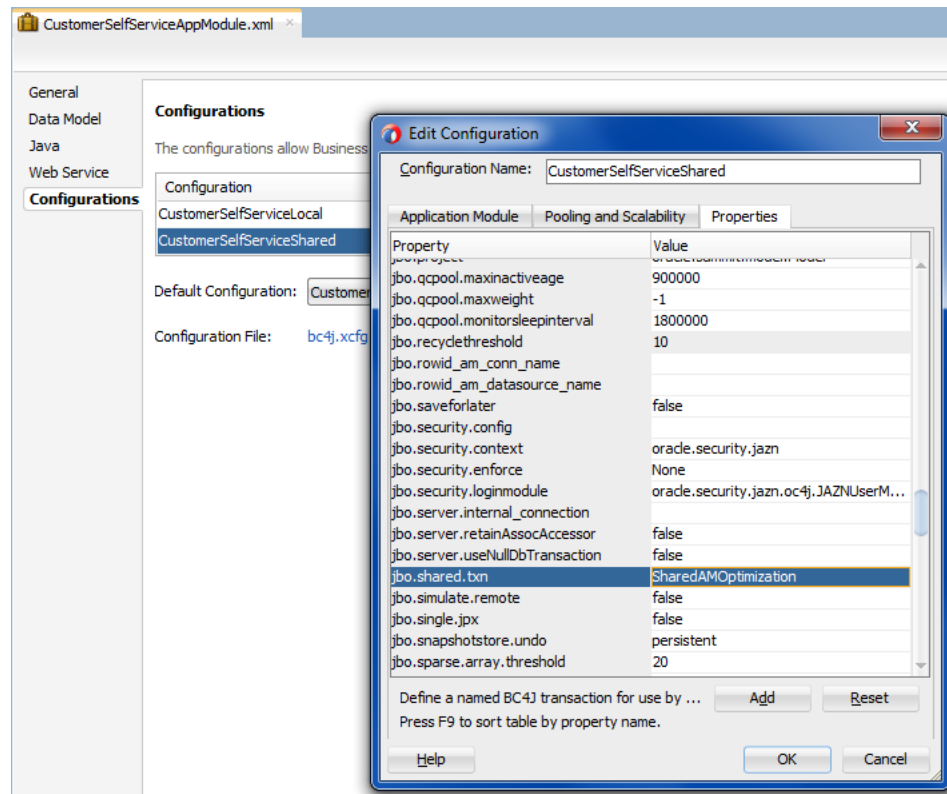 CustomerSelfServiceAppModule.xml
General
Data Model
Java
Web Service
Configurations
Configurations
The configurations allow Business
Configuration
CustomerSelfServiceLocal
CustomerSelfServiceShared
Default Configuration: Customer
Configuration File: bc4j.xcfg
Edit Configuration
Configuration Name: CustomerSelfServiceShared
Application Module Pooling and Scalability Properties
Property Value
jbo.project
jbo.qcpool.maxinactiveage 900000
jbo.qcpool.maxweight -1
jbo.qcpool.monitorsleepinterval 1800000
jbo.recyclethreshold 10
jbo.rowid_am_conn_name
jbo.rowid_am_datasource_name
jbo.saveforlater false
jbo.security.config
jbo.security.context oracle.security.jazn
jbo.security.enforce None
jbo.security.loginmodule oracle.security.jazn.oc4j.JAZNUserM...
jbo.server.internal_connection
jbo.server.retainAssocAccessor false
jbo.server.useNullDbTransaction false
jbo.shared.txn SharedAMOptimization
jbo.simulate.remote false
jbo.single.jpx false
jbo.snapshotstore.undo persistent
jbo.sparse.array.threshold 20
Define a named BC4J transaction for use by ... Add Reset
Press F9 to sort table by property name.
Help OK Cancel